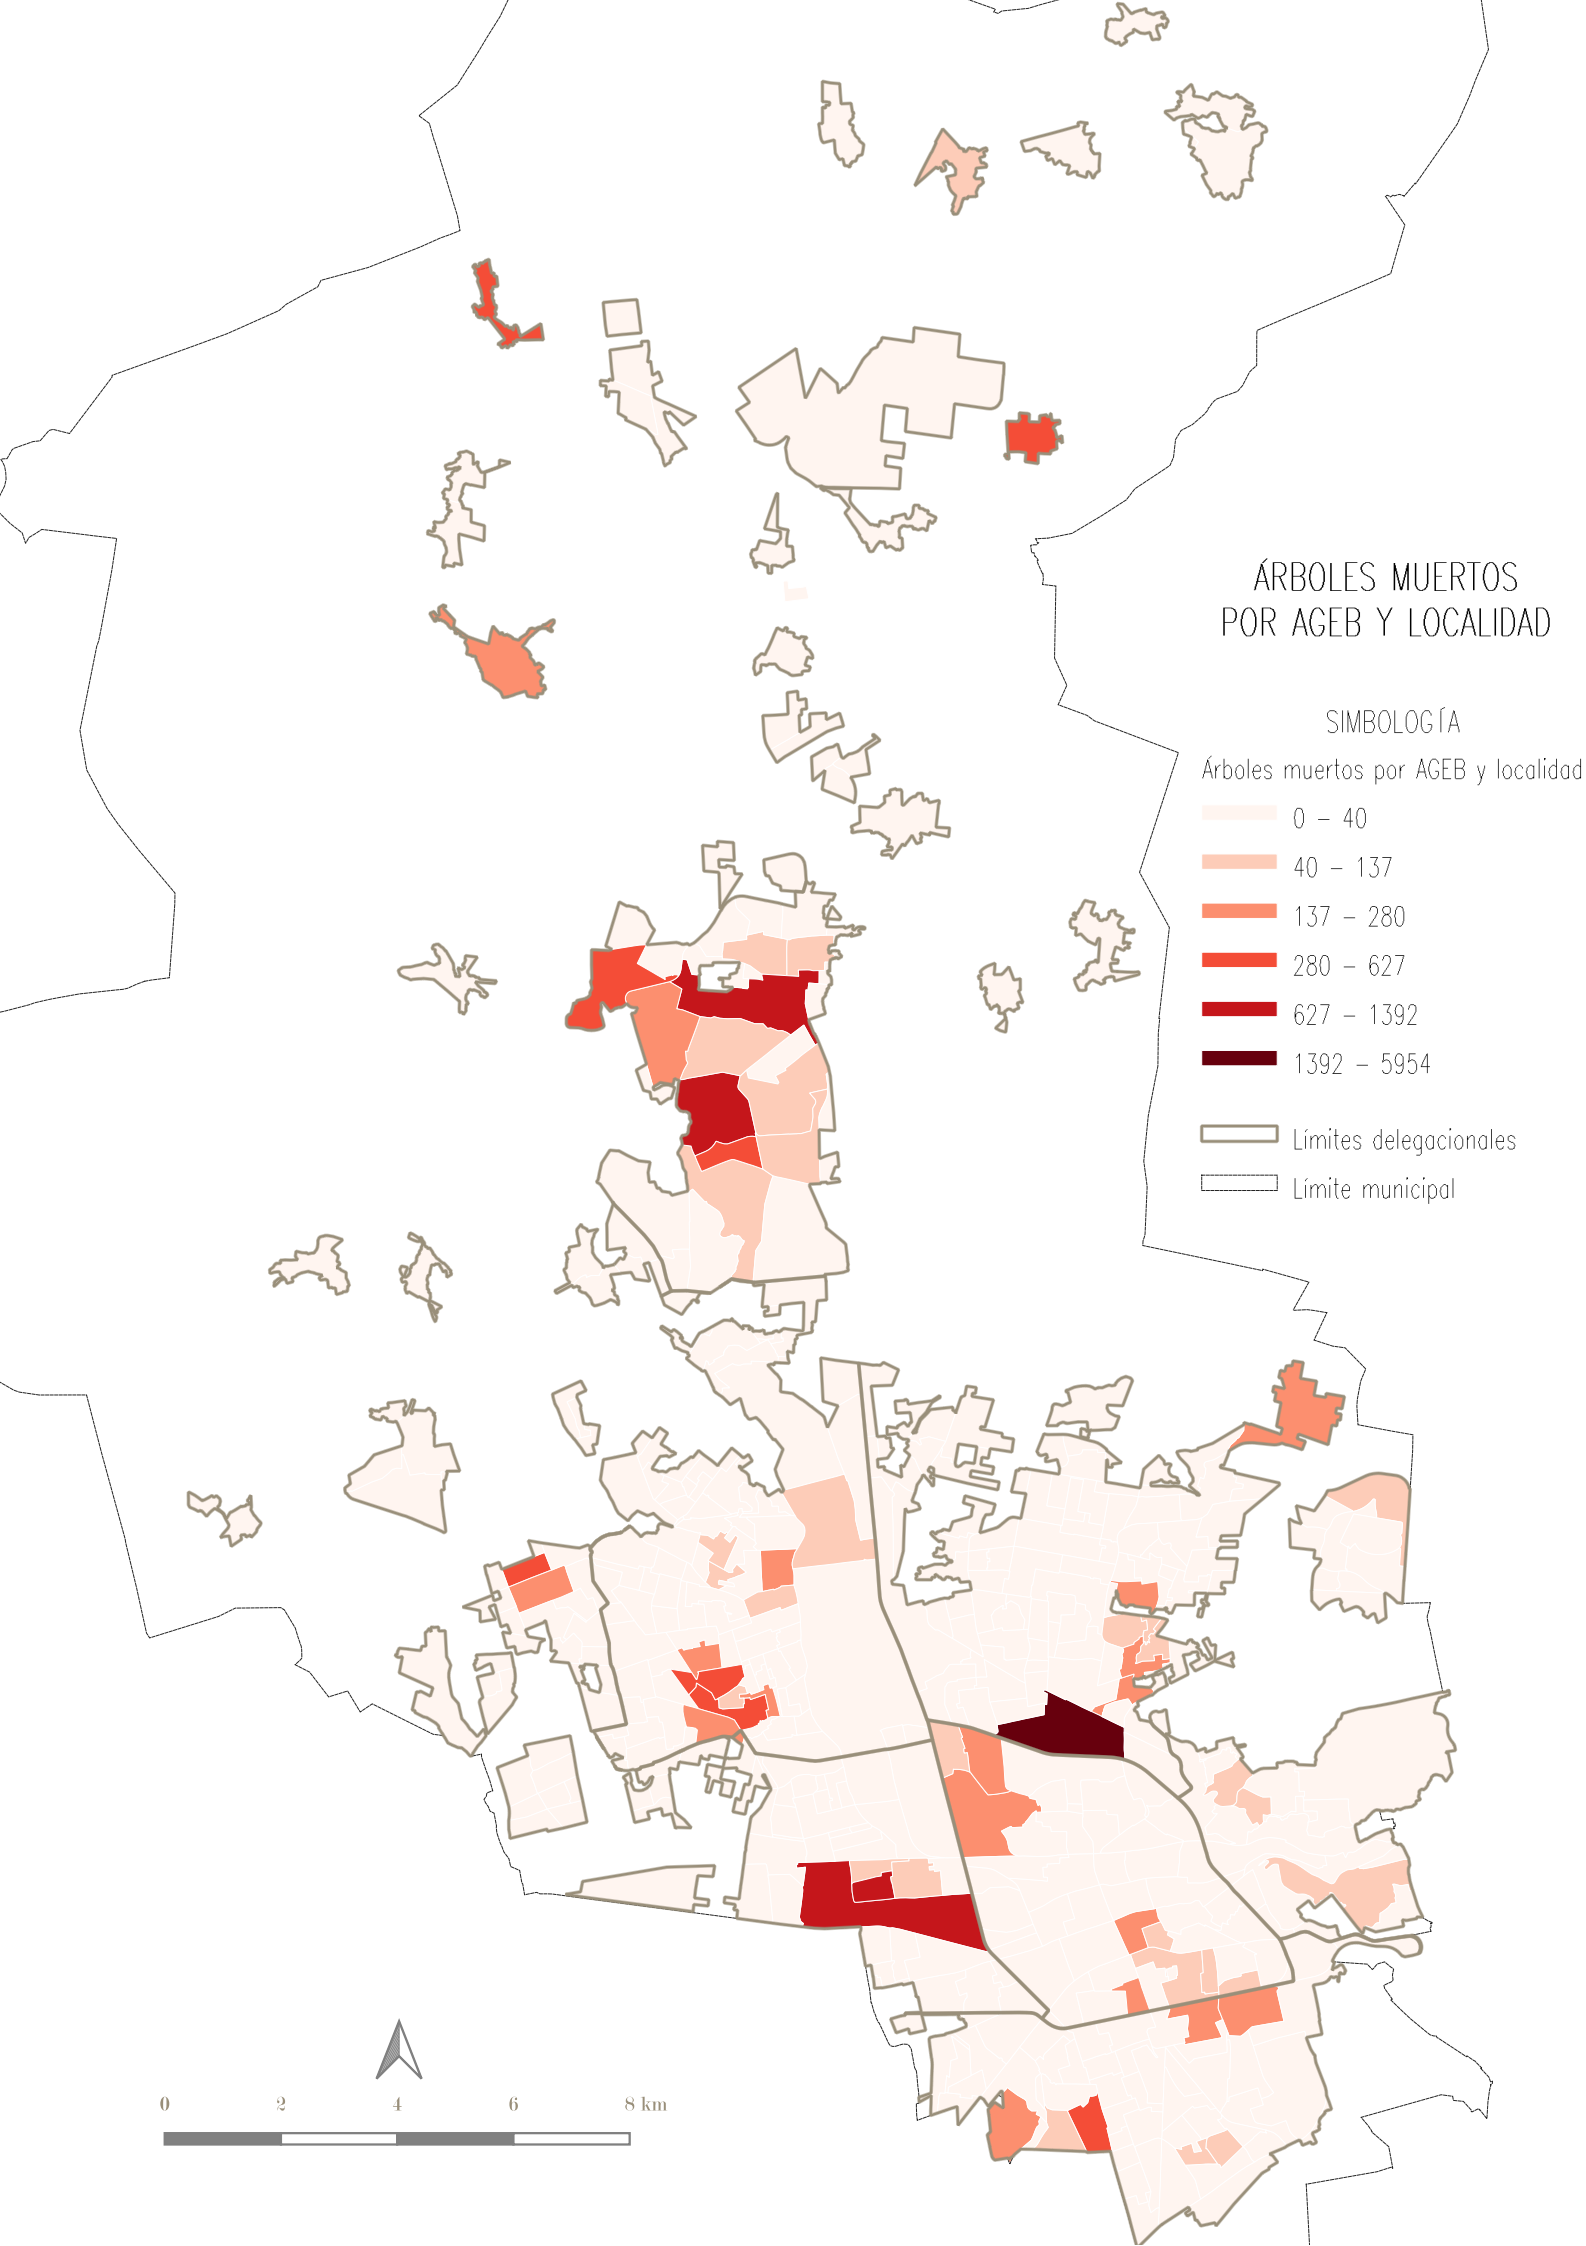 ÁRBOLES MUERTOS
POR AGEB Y LOCALIDAD
SIMBOLOGÍA
Árboles muertos por AGEB y localidad
0 – 40
40 – 137
137 – 280
280 – 627
627 – 1392
1392 – 5954
Límites delegacionales
Límite municipal
0 2 4 6 8 km